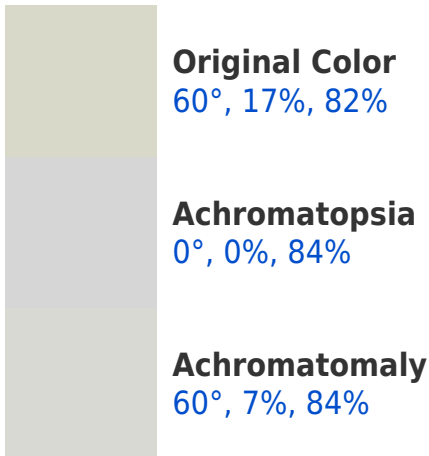 Original Color
60°, 17%, 82%
Achromatopsia
0°, 0%, 84%
Achromatomaly
60°, 7%, 84%